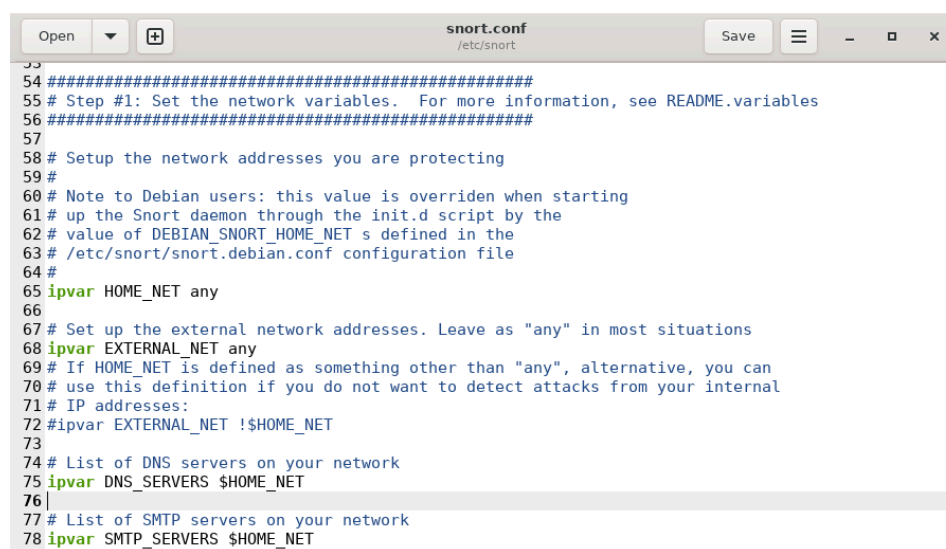 Open
snort.conf
/etc/snort
Save
53
54 ###################################################
55 # Step #1: Set the network variables.  For more information, see README.variables
56 ###################################################
57
58 # Setup the network addresses you are protecting
59 #
60 # Note to Debian users: this value is overriden when starting
61 # up the Snort daemon through the init.d script by the
62 # value of DEBIAN_SNORT_HOME_NET s defined in the
63 # /etc/snort/snort.debian.conf configuration file
64 #
65 ipvar HOME_NET any
66
67 # Set up the external network addresses. Leave as "any" in most situations
68 ipvar EXTERNAL_NET any
69 # If HOME_NET is defined as something other than "any", alternative, you can
70 # use this definition if you do not want to detect attacks from your internal
71 # IP addresses:
72 #ipvar EXTERNAL_NET !$HOME_NET
73
74 # List of DNS servers on your network
75 ipvar DNS_SERVERS $HOME_NET
76
77 # List of SMTP servers on your network
78 ipvar SMTP_SERVERS $HOME_NET